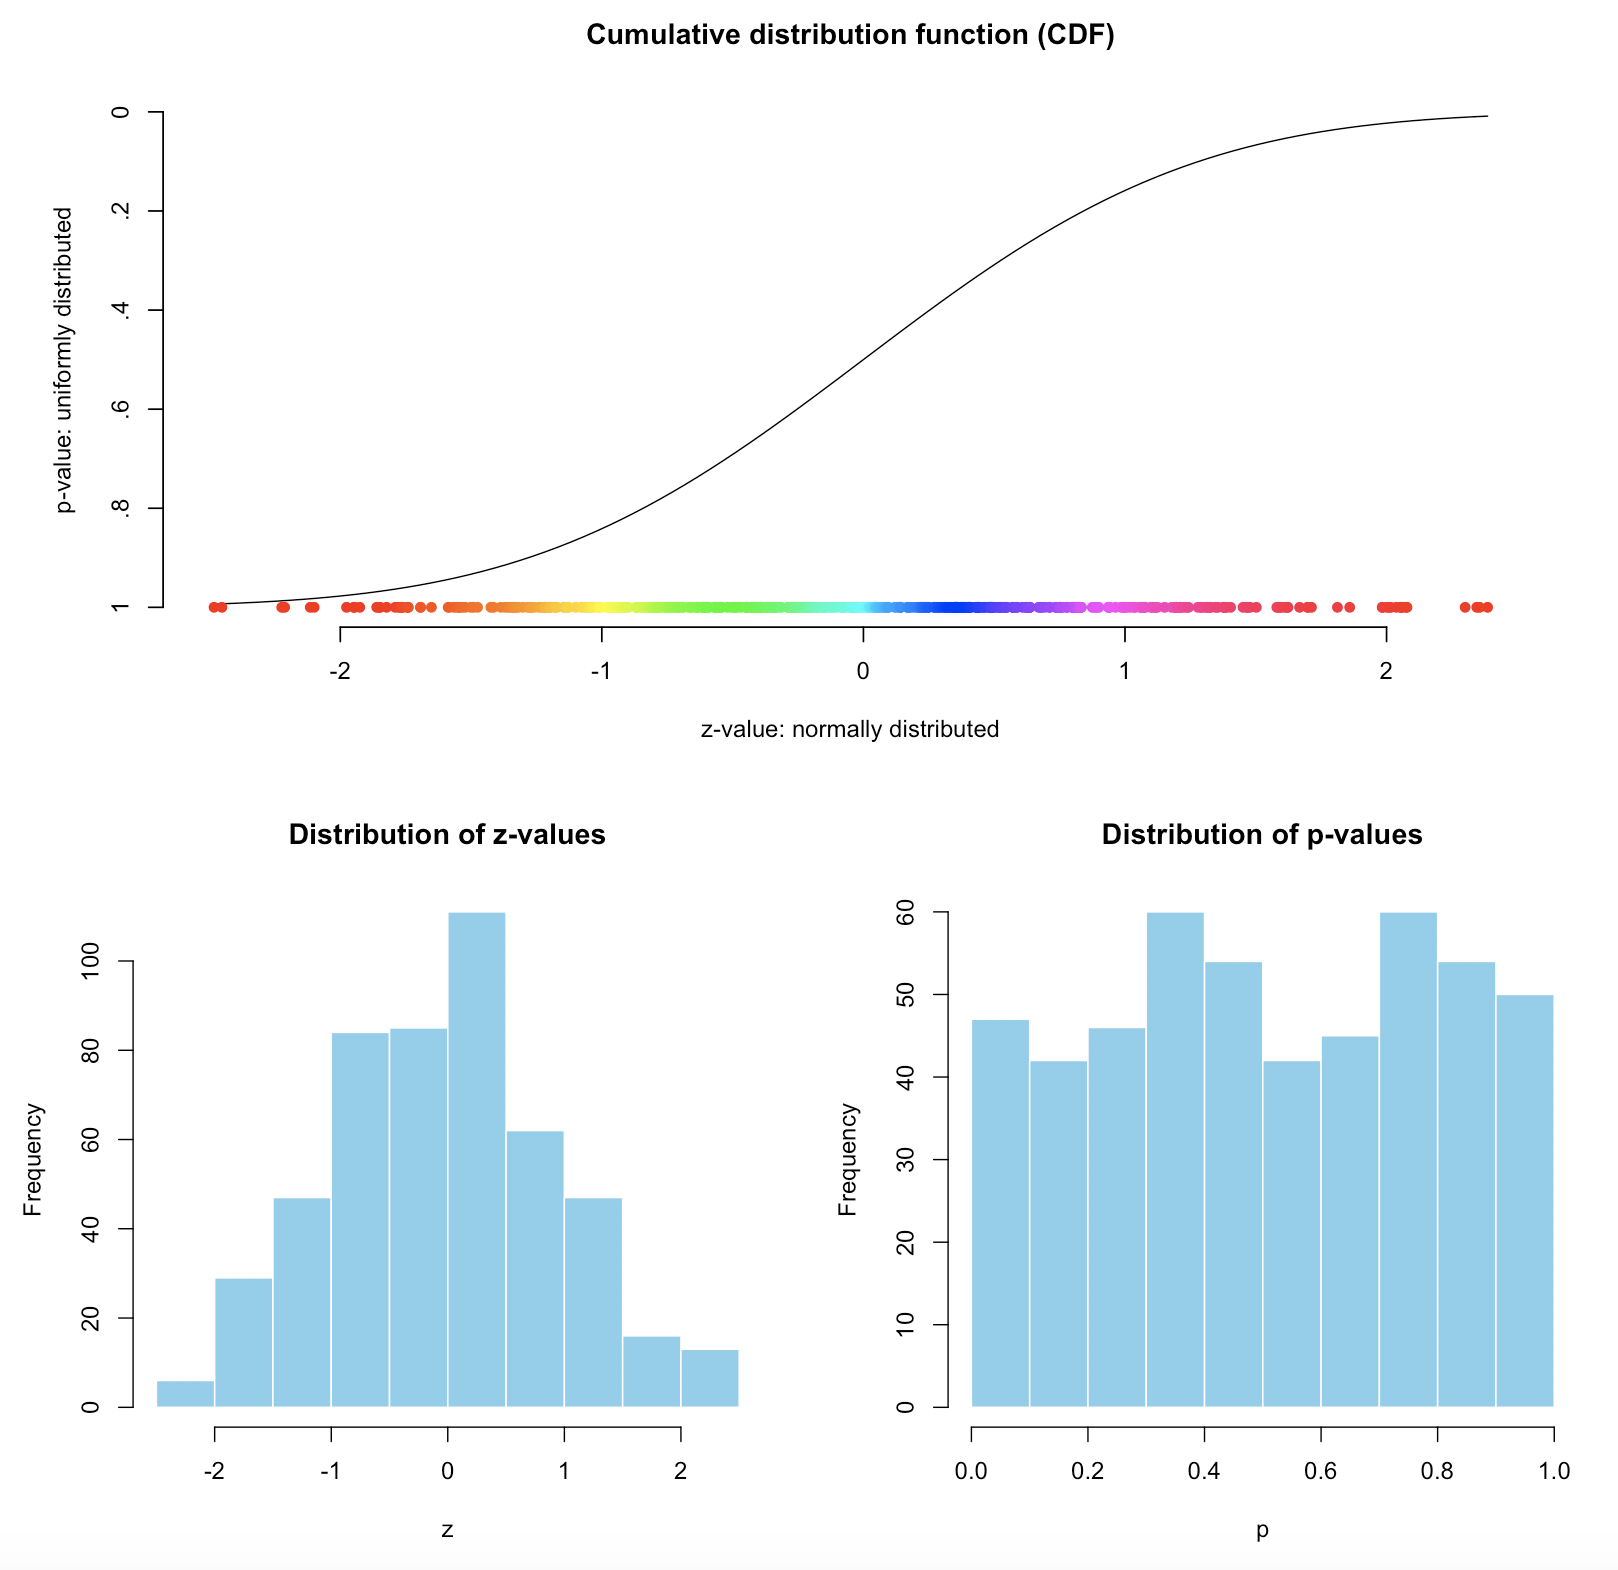 Cumulative distribution function (CDF)
0
.2
.4
.6
.8
1
p-value: uniformly distributed
-2 -1 0 1 2
z-value: normally distributed
Distribution of z-values
100
80
60
40
20
0
Frequency
-2 -1 0 1 2
z
Distribution of p-values
60
50
40
30
20
10
0
Frequency
0.0 0.2 0.4 0.6 0.8 1.0
p